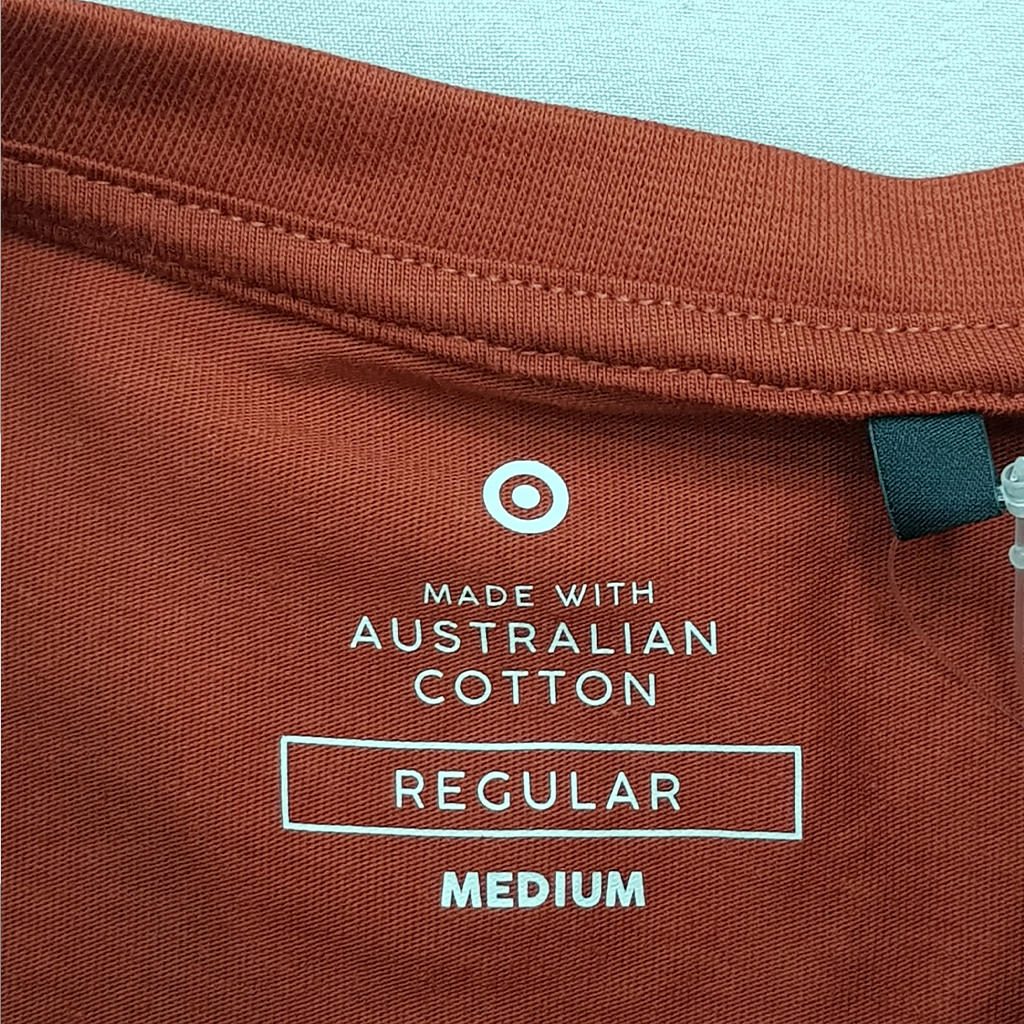 MADE WITH
AUSTRALIAN
COTTON
REGULAR
MEDIUM